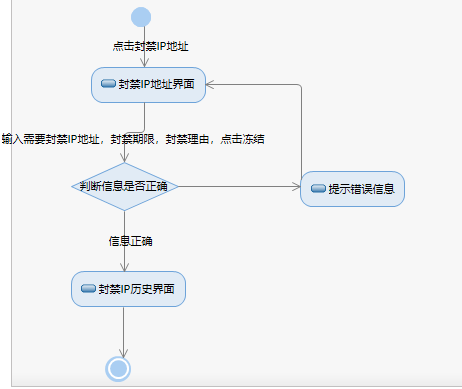 点击封禁IP地址
封禁IP地址界面
输入需要封禁IP地址，封禁期限，封禁理由，点击冻结
判断信息是否正确
提示错误信息
信息正确
封禁IP历史界面